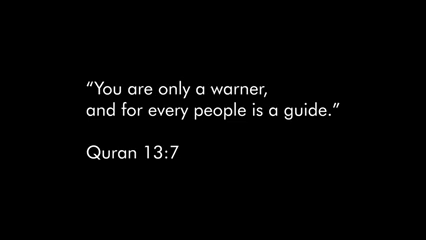 “You are only a warner,
and for every people is a guide.”
Quran 13:7